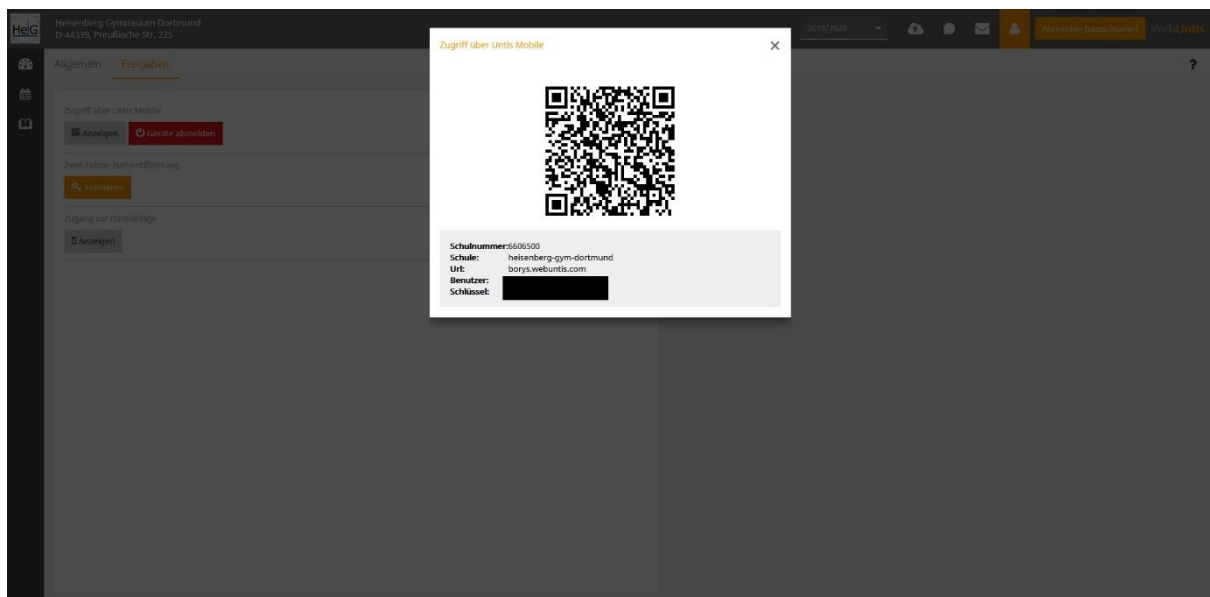 HeIG
Heisenberg Gymnasium Dortmund
D-44339, Preußische Str. 225
2019/2020
Abmelden (testschueler)
WebUntis
Allgemein
Freigaben
?
Zugriff über Untis Mobile
Anzeigen
Geräte abmelden
Zwei-Faktor-Authentifizierung
Aktivieren
Zugang zur Dateiablage
Anzeigen
Zugriff über Untis Mobile
Schulnummer:6606500
Schule: heisenberg-gym-dortmund
Url: borys.webuntis.com
Benutzer:
Schlüssel: